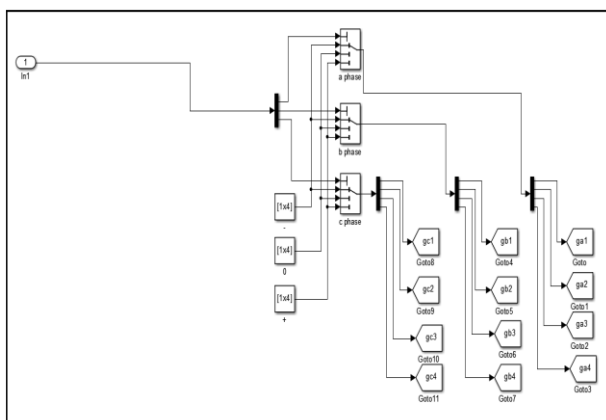 1
In1
a phase
b phase
c phase
[1x4]
-
[1x4]
0
[1x4]
+
gc1
Goto8
gc2
Goto9
gc3
Goto10
gc4
Goto11
gb1
Goto4
gb2
Goto5
gb3
Goto6
gb4
Goto7
ga1
Goto
ga2
Goto1
ga3
Goto2
ga4
Goto3